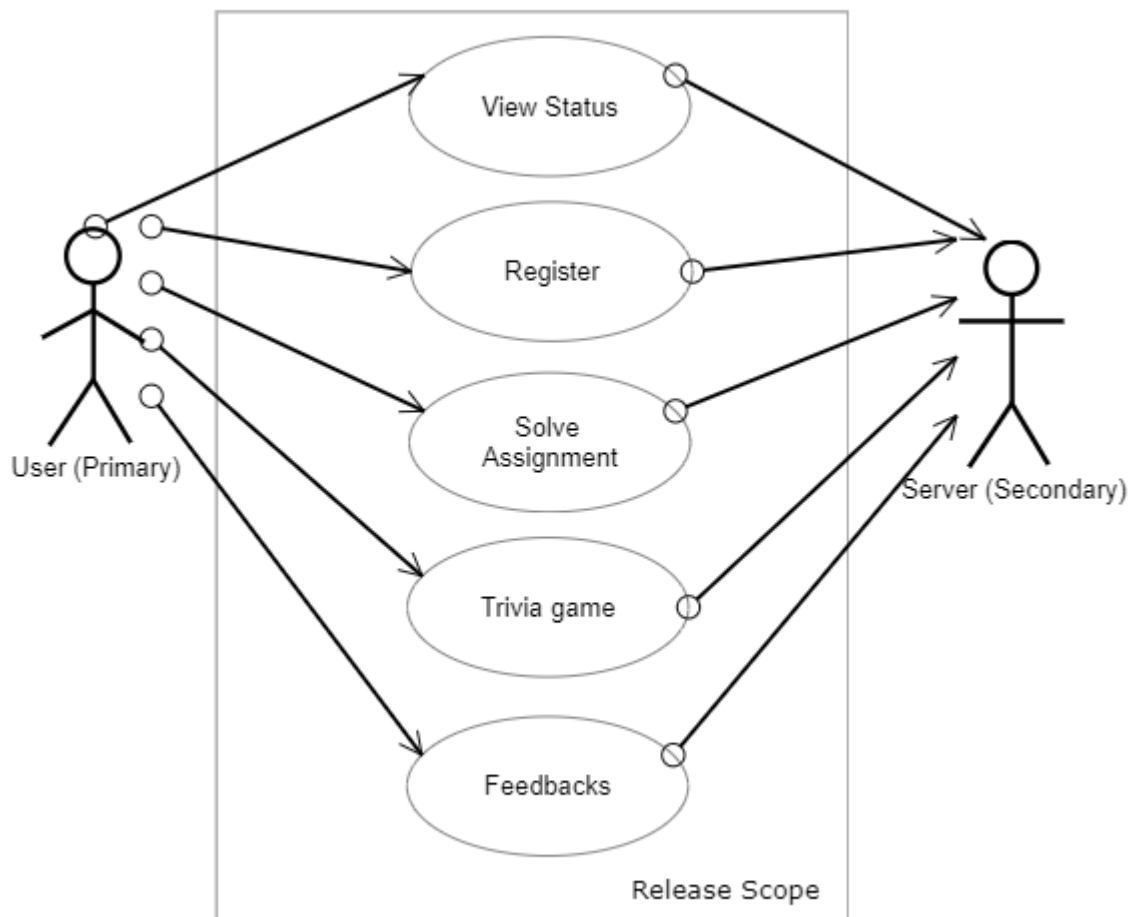 View Status
Register
Solve
Assignment
User (Primary)
Server (Secondary)
Trivia game
Feedbacks
Release Scope